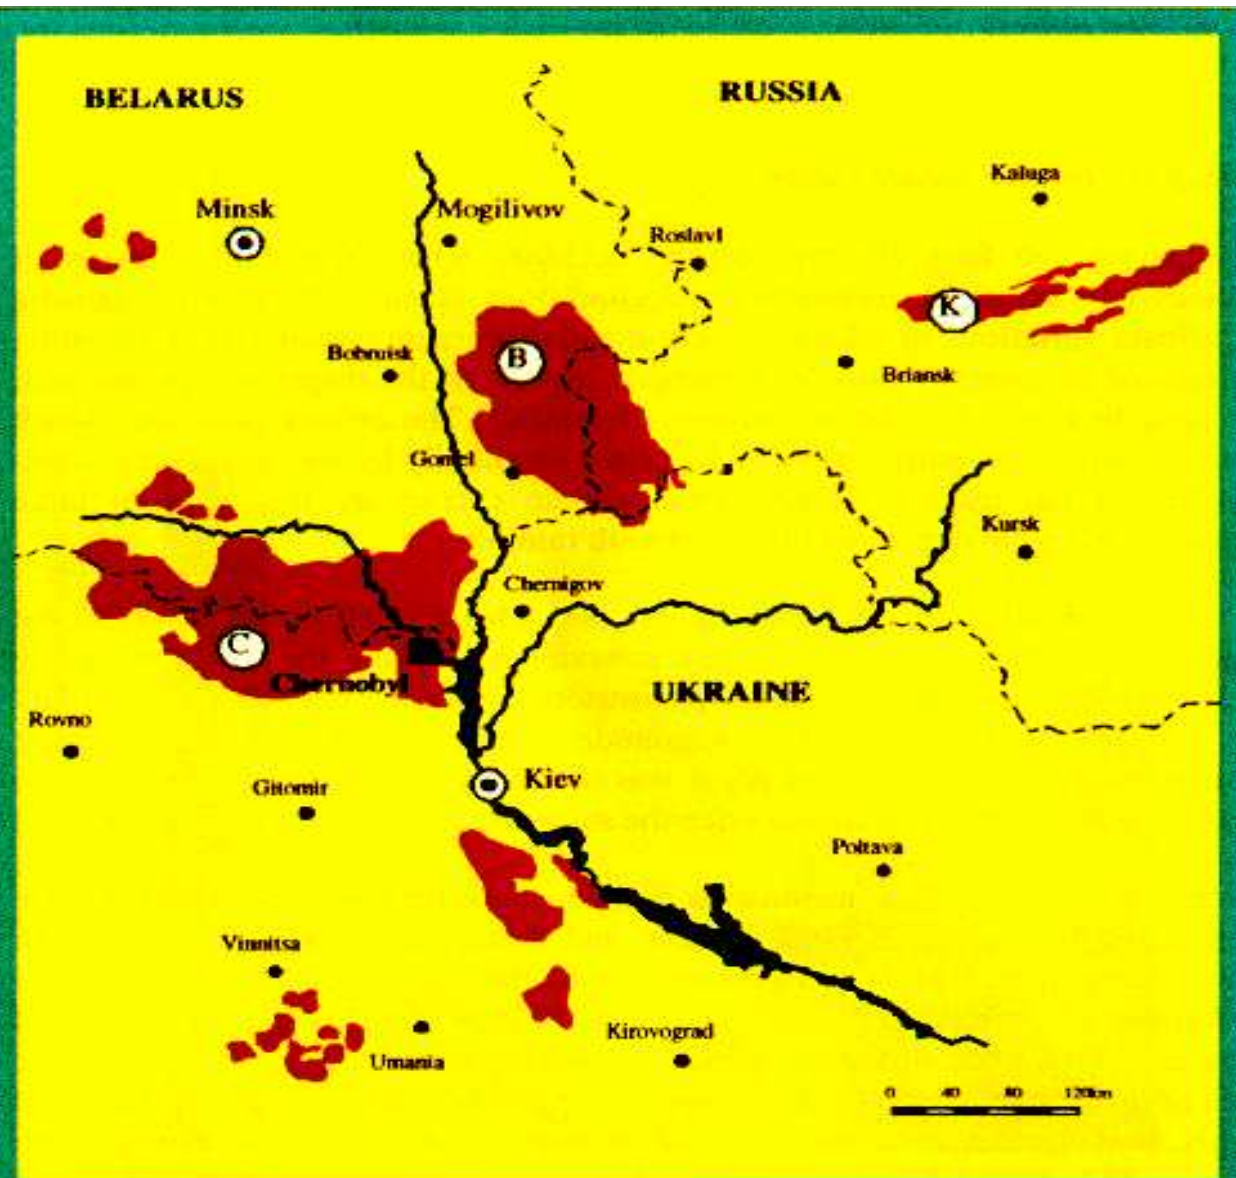 BELARUS
RUSSIA
Kaluga
Minsk
Mogilivov
Roslavl
K
Bobruisk
B
Briansk
Gomel
Kursk
Chernigov
C
Chernobyl
UKRAINE
Rovno
Kiev
Gitomir
Poltava
Vinnitsa
Kirovograd
Umania
0 40 80 120km